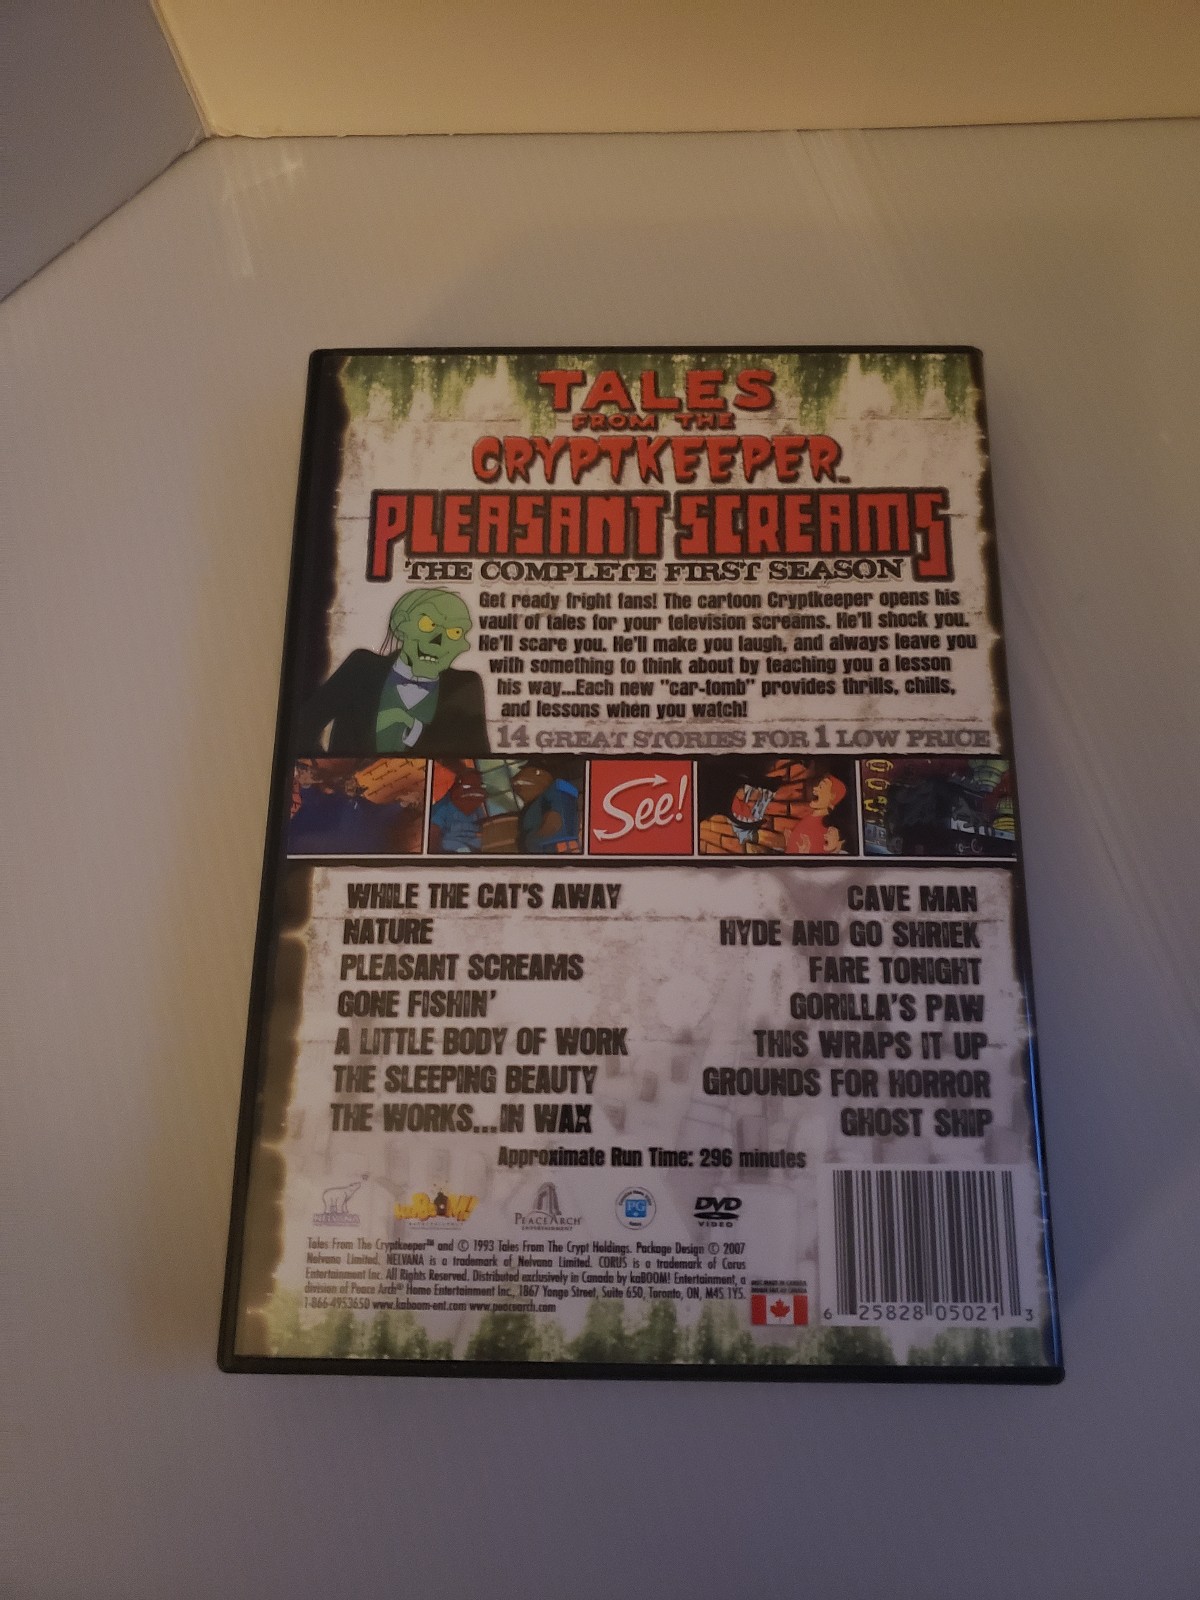 TALES
FROM THE
CRYPTKEEPER™
PLEASANT SCREAMS
THE COMPLETE FIRST SEASON
Get ready fright fans! The cartoon Cryptkeeper opens his
vault of tales for your television screams. He'll shock you.
He'll scare you. He'll make you laugh, and always leave you
with something to think about by teaching you a lesson
his way...Each new "car-tomb" provides thrills, chills,
and lessons when you watch!
14 GREAT STORIES FOR 1 LOW PRICE
See!
WHILE THE CAT'S AWAY
NATURE
PLEASANT SCREAMS
GONE FISHIN'
A LITTLE BODY OF WORK
THE SLEEPING BEAUTY
THE WORKS...IN WAX
CAVE MAN
HYDE AND GO SHRIEK
FARE TONIGHT
GORILLA'S PAW
THIS WRAPS IT UP
GROUNDS FOR HORROR
GHOST SHIP
Approximate Run Time: 296 minutes
NELVANA
kaBOOM!
PEACEARCH
ENTERTAINMENT
PG
DVD
VIDEO
Tales From The Cryptkeeper™ and © 1993 Tales From The Crypt Holdings. Package Design © 2007
Nelvana Limited. NELVANA is a trademark of Nelvana Limited. CORUS is a trademark of Corus
Entertainment Inc. All Rights Reserved. Distributed exclusively in Canada by kaBOOM! Entertainment, a
division of Peace Arch® Home Entertainment Inc., 1867 Yonge Street, Suite 650, Toronto, ON, M4S 1Y5.
1-866-4953650 www.kaboom-ent.com www.peacearch.com
6 25828 05021 3